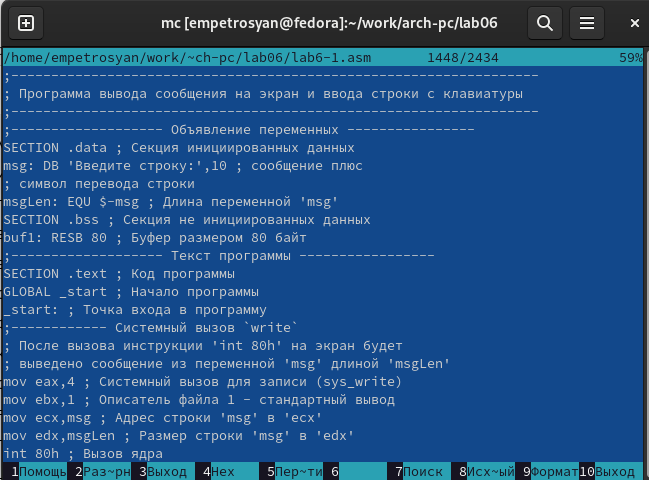 mc [empetrosyan@fedora]:~/work/arch-pc/lab06
/home/empetrosyan/work/~ch-pc/lab06/lab6-1.asm 1448/2434 59%
;------------------------------------------------------------------
; Программа вывода сообщения на экран и ввода строки с клавиатуры
;------------------------------------------------------------------
;------------------- Объявление переменных ----------------
SECTION .data ; Секция инициированных данных
msg: DB 'Введите строку:',10 ; сообщение плюс
; символ перевода строки
msgLen: EQU $-msg ; Длина переменной 'msg'
SECTION .bss ; Секция не инициированных данных
buf1: RESB 80 ; Буфер размером 80 байт
;------------------- Текст программы -----------------
SECTION .text ; Код программы
GLOBAL _start ; Начало программы
_start: ; Точка входа в программу
;------------ Системный вызов `write`
; После вызова инструкции 'int 80h' на экран будет
; выведено сообщение из переменной 'msg' длиной 'msgLen'
mov eax,4 ; Системный вызов для записи (sys_write)
mov ebx,1 ; Описатель файла 1 - стандартный вывод
mov ecx,msg ; Адрес строки 'msg' в 'ecx'
mov edx,msgLen ; Размер строки 'msg' в 'edx'
int 80h ; Вызов ядра
1Помощь 2Раз~рн 3Выход 4Hex 5Пер~ти 6 7Поиск 8Исх~ый 9Формат 10Выход